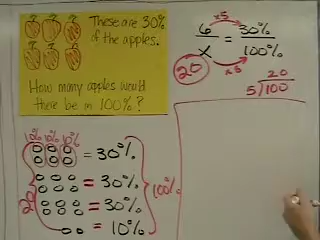 These are 30%
of the apples.
How many apples would
there be in 100%?
x5
6 = 30%
x 100%
20
x5
20
5)100
10% 10% 10%
= 30%
= 30%
= 30%
= 10%
20
100%